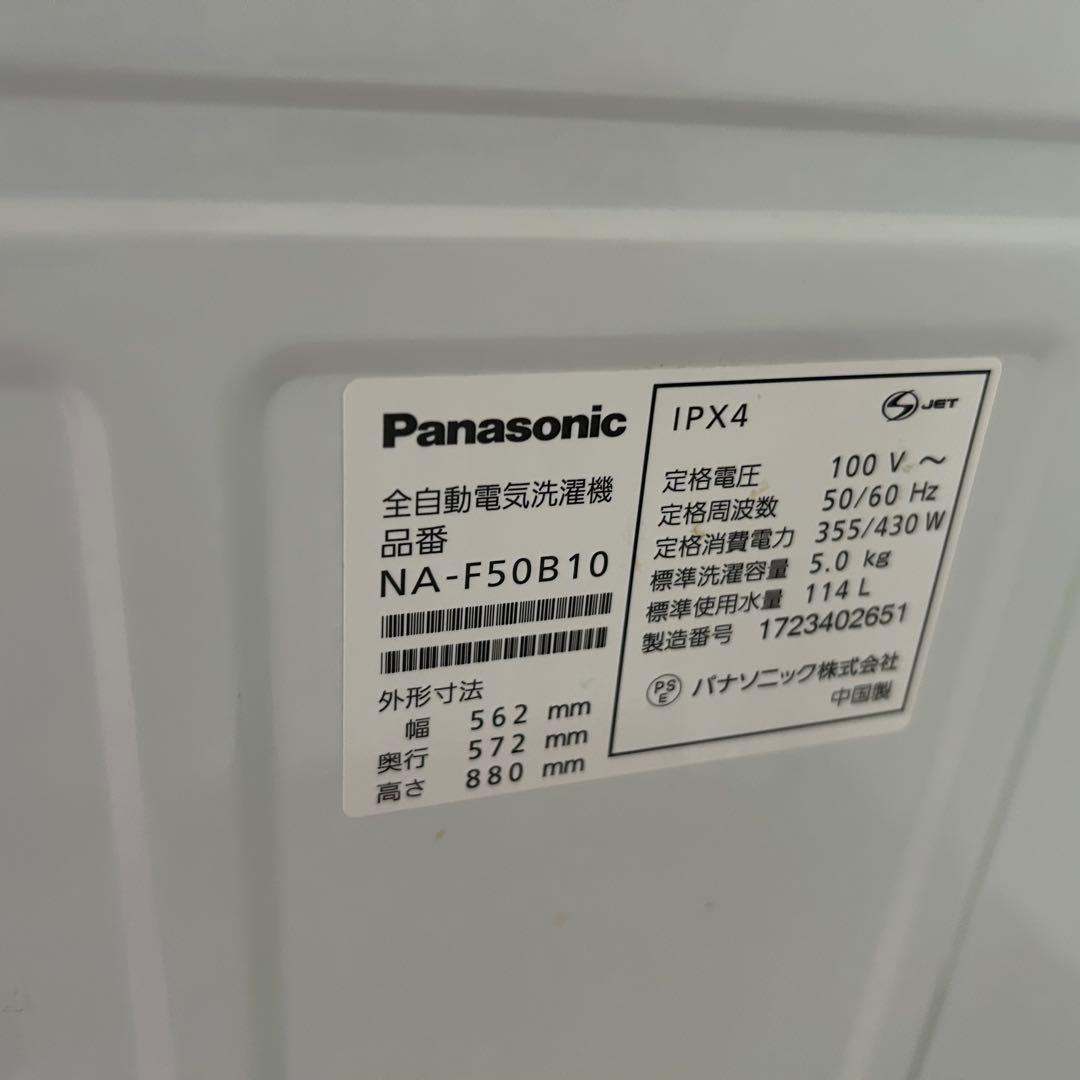 Panasonic
全自動電気洗濯機
品番
NA-F50B10
外形寸法
幅 562 mm
奥行 572 mm
高さ 880 mm
IPX4
JET
定格電圧 100 V ～
定格周波数 50/60 Hz
定格消費電力 355/430 W
標準洗濯容量 5.0 kg
標準使用水量 114 L
製造番号 1723402651
PS
E
パナソニック株式会社
中国製